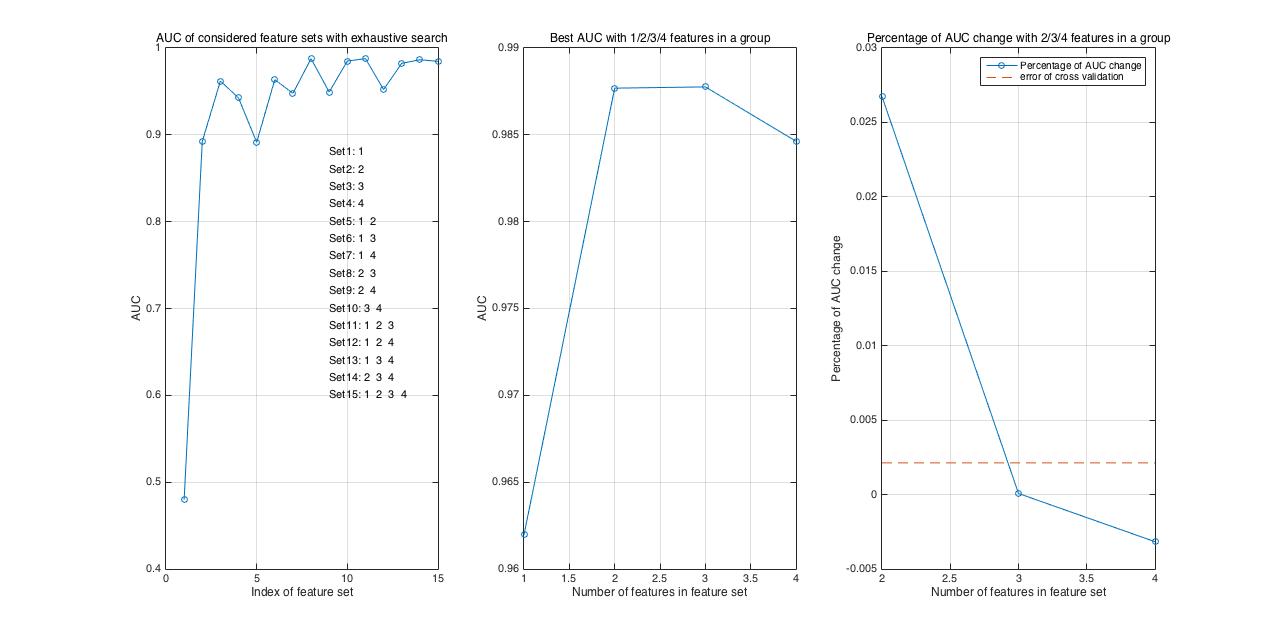 AUC of considered feature sets with exhaustive search
1
0.9
0.8
0.7
0.6
0.5
0.4
AUC
Set1: 1
Set2: 2
Set3: 3
Set4: 4
Set5: 1 2
Set6: 1 3
Set7: 1 4
Set8: 2 3
Set9: 2 4
Set10: 3 4
Set11: 1 2 3
Set12: 1 2 4
Set13: 1 3 4
Set14: 2 3 4
Set15: 1 2 3 4
0 5 10 15
Index of feature set
Best AUC with 1/2/3/4 features in a group
0.99
0.985
0.98
0.975
0.97
0.965
0.96
AUC
1 1.5 2 2.5 3 3.5 4
Number of features in feature set
Percentage of AUC change with 2/3/4 features in a group
Percentage of AUC change
error of cross validation
0.03
0.025
0.02
0.015
0.01
0.005
0
-0.005
Percentage of AUC change
2 2.5 3 3.5 4
Number of features in feature set